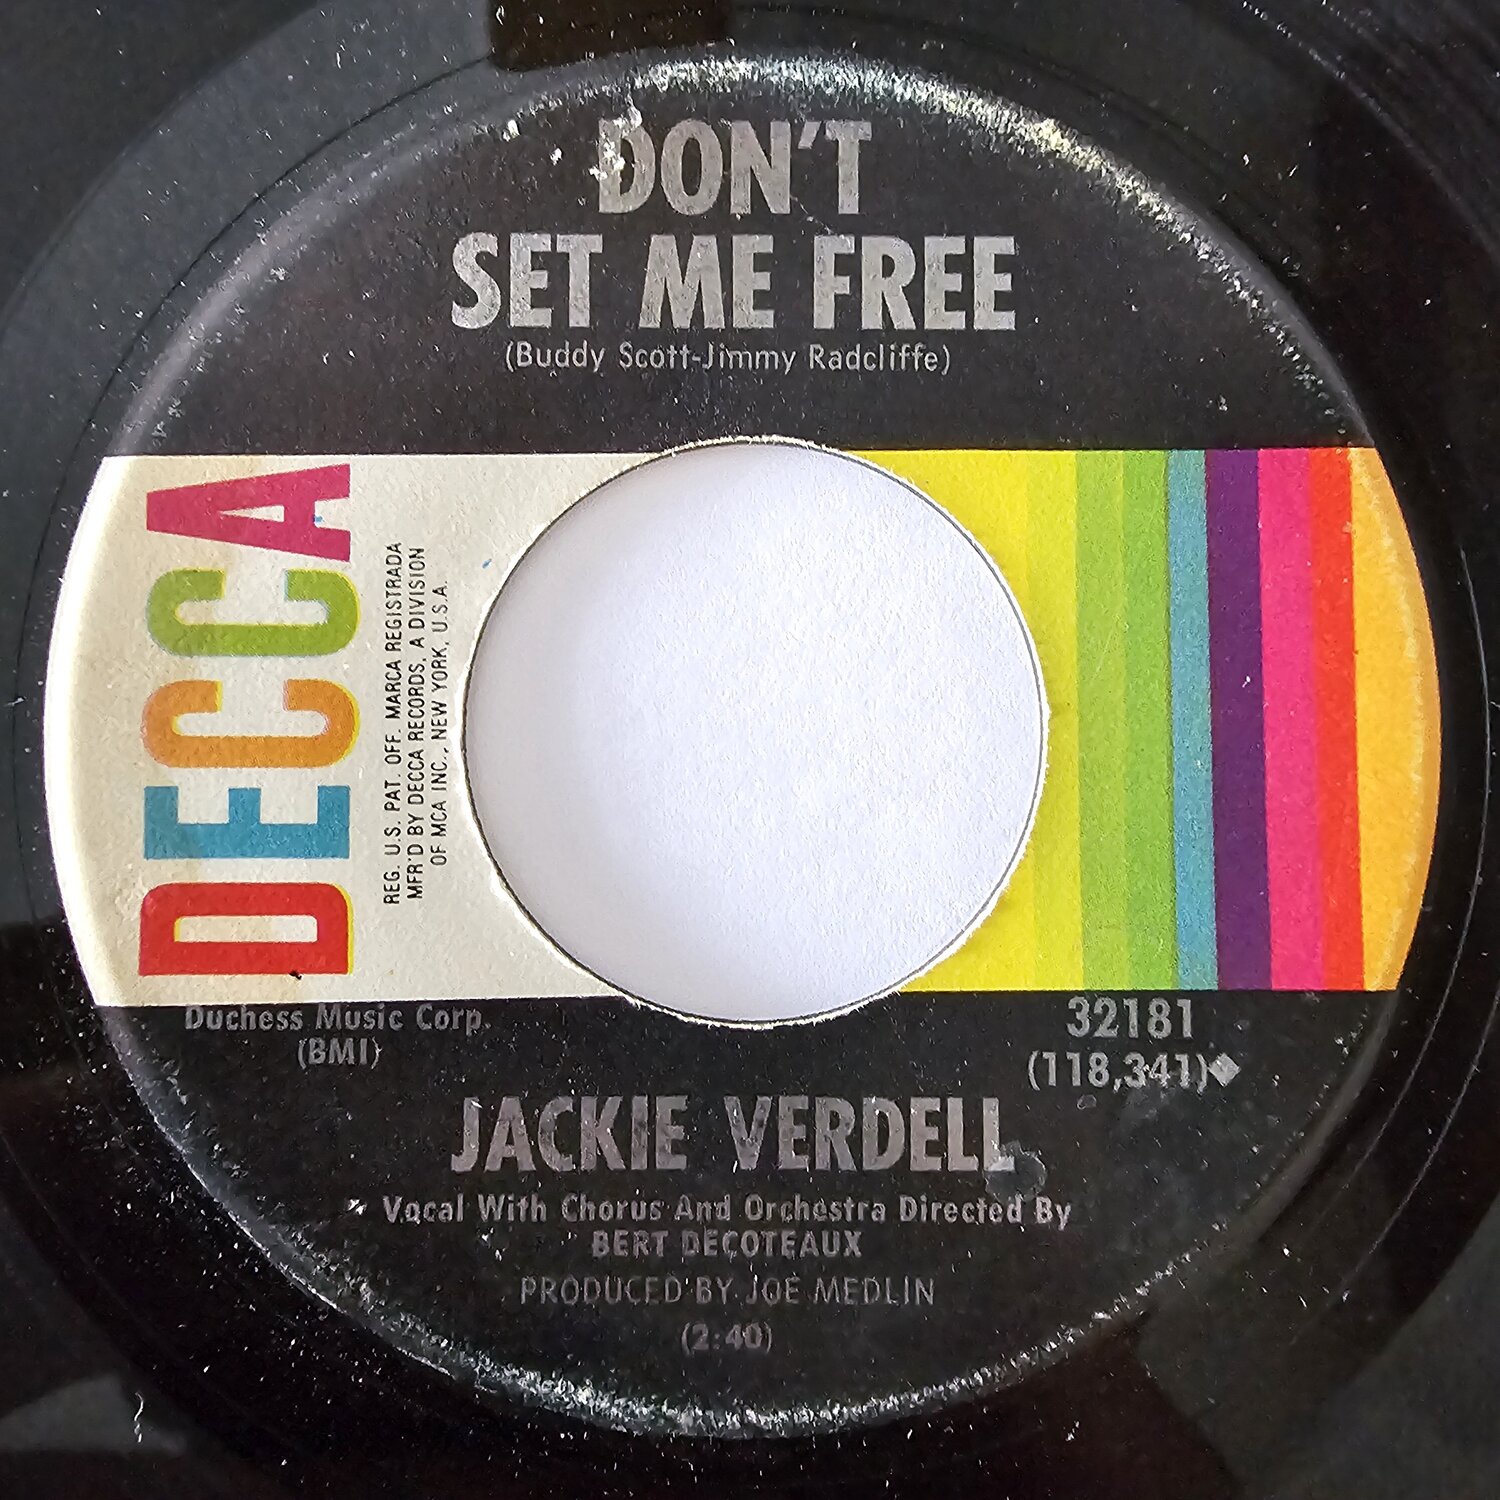 DON'T
SET ME FREE
(Buddy Scott-Jimmy Radcliffe)
DECCA
REG. U.S. PAT. OFF. MARCA REGISTRADA
MFR'D BY DECCA RECORDS, A DIVISION
OF MCA INC., NEW YORK, U.S.A.
Duchess Music Corp.
(BMI)
32181
(118,341)◆
JACKIE VERDELL
Vocal With Chorus And Orchestra Directed By
BERT DECOTEAUX
PRODUCED BY JOE MEDLIN
(2:40)